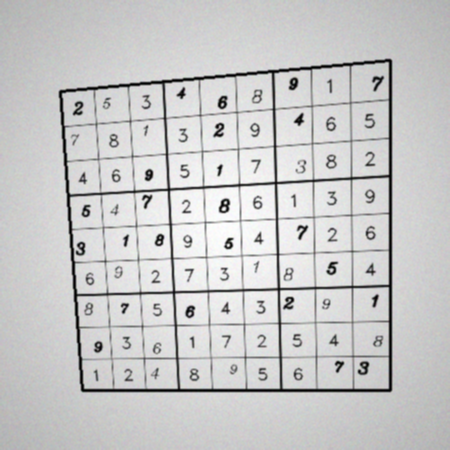 2 5 3 4 6 8 9 1 7
7 8 1 3 2 9 4 6 5
4 6 9 5 1 7 3 8 2
5 4 7 2 8 6 1 3 9
3 1 8 9 5 4 7 2 6
6 9 2 7 3 1 8 5 4
8 7 5 6 4 3 2 9 1
9 3 6 1 7 2 5 4 8
1 2 4 8 9 5 6 7 3